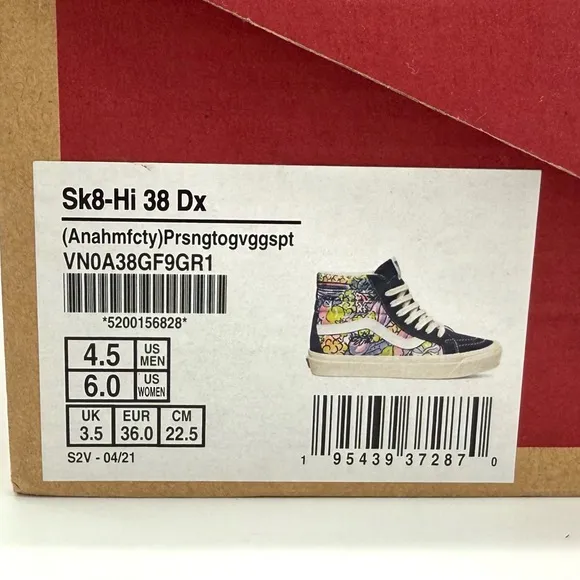 Sk8-Hi 38 Dx
(Anahmfcty)Prsngtogvggspt
VN0A38GF9GR1
*5200156828*
4.5 US MEN
6.0 US WOMEN
UK EUR CM
3.5 36.0 22.5
S2V - 04/21
1 95439 37287 0